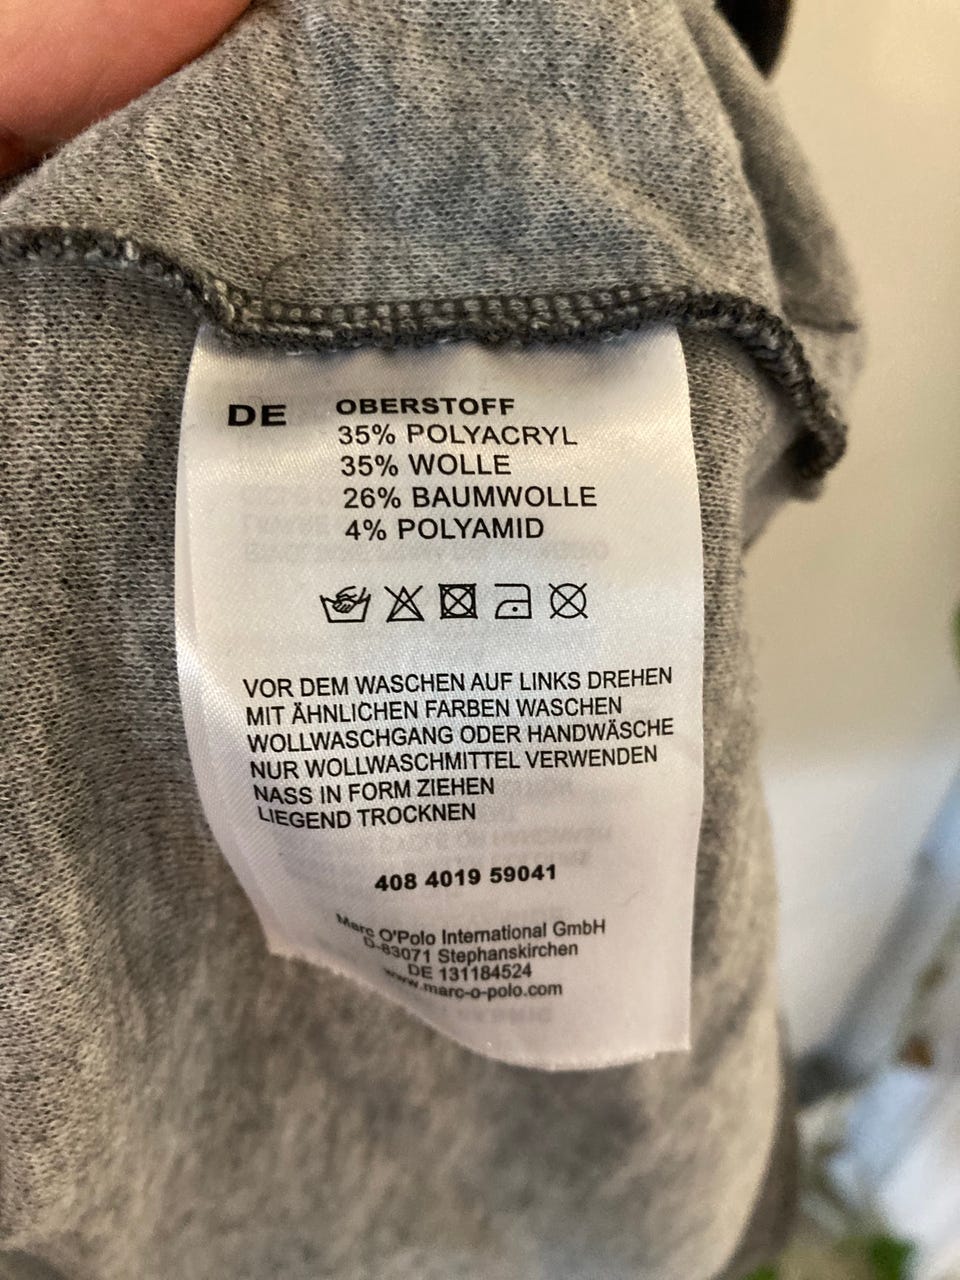 DE
OBERSTOFF
35% POLYACRYL
35% WOLLE
26% BAUMWOLLE
4% POLYAMID
VOR DEM WASCHEN AUF LINKS DREHEN
MIT ÄHNLICHEN FARBEN WASCHEN
WOLLWASCHGANG ODER HANDWÄSCHE
NUR WOLLWASCHMITTEL VERWENDEN
NASS IN FORM ZIEHEN
LIEGEND TROCKNEN
408 4019 59041
Marc O'Polo International GmbH
D-83071 Stephanskirchen
DE 131184524
www.marc-o-polo.com